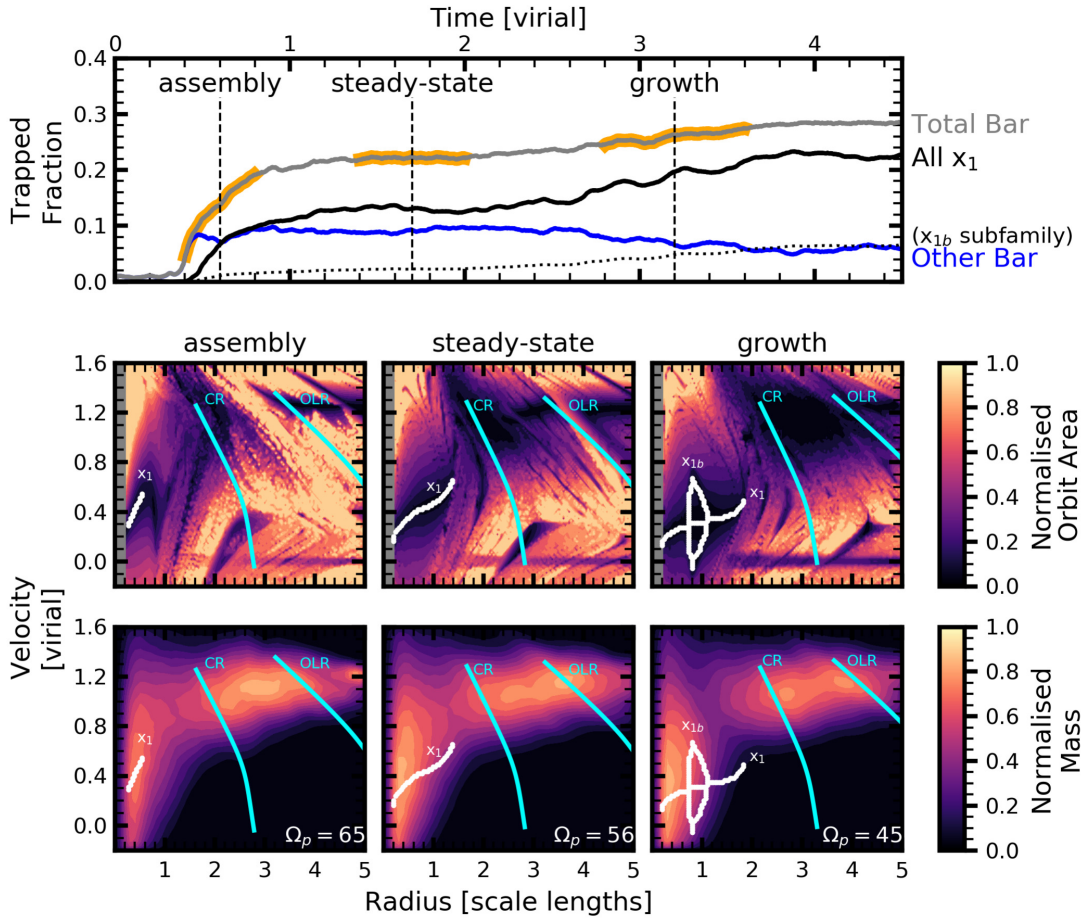 Time [virial]
0 1 2 3 4
0.4
0.3
0.2
0.1
0.0
Trapped
Fraction
assembly steady-state growth
Total Bar
All x₁
(x₁b subfamily)
Other Bar
assembly steady-state growth
1.6
1.2
0.8
0.4
0.0
CR OLR x₁
CR OLR x₁
CR OLR x₁b x₁
1.0
0.8
0.6
0.4
0.2
0.0
Normalised
Orbit Area
Velocity
[virial]
1.6
1.2
0.8
0.4
0.0
CR OLR x₁ Ωp = 65
CR OLR x₁ Ωp = 56
CR OLR x₁b x₁ Ωp = 45
1.0
0.8
0.6
0.4
0.2
0.0
Normalised
Mass
1 2 3 4 5 1 2 3 4 5 1 2 3 4 5
Radius [scale lengths]